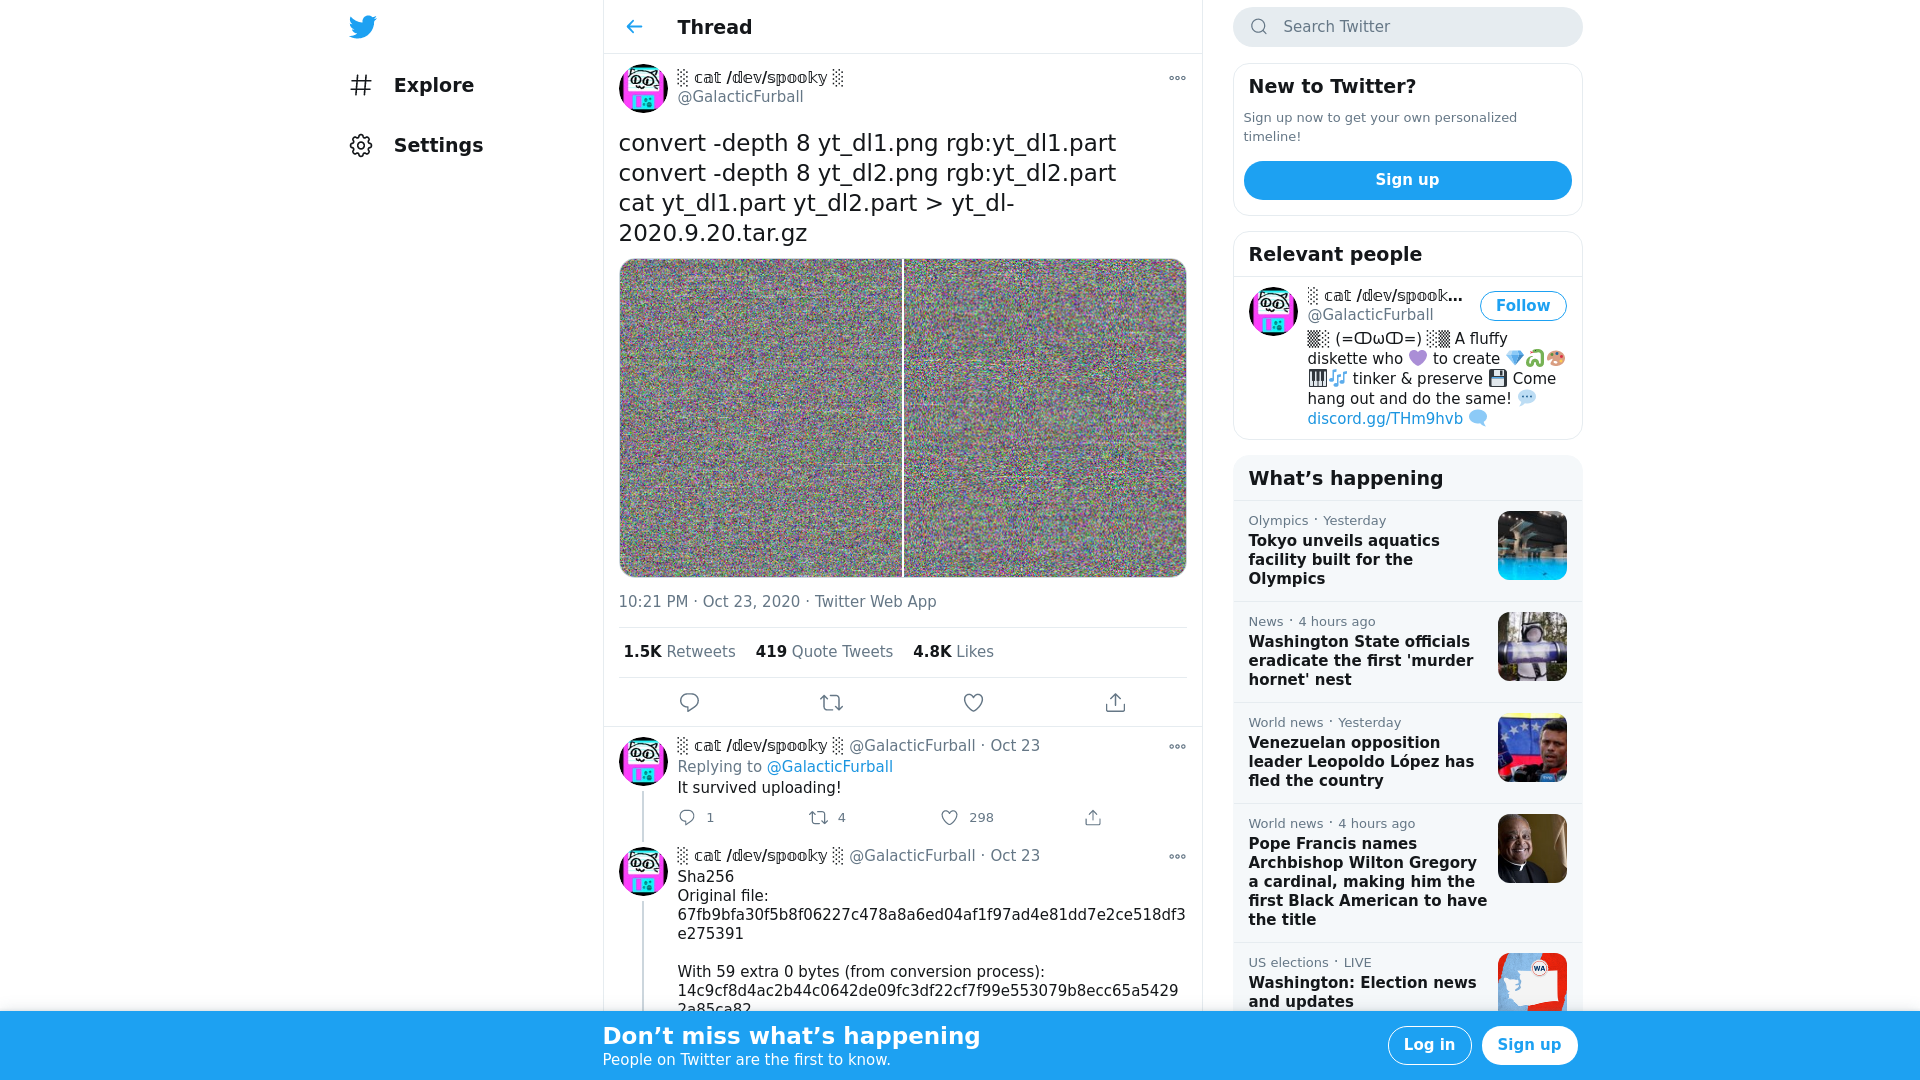 Explore
Settings
Thread
░ 𝕔𝕒𝕥 /𝕕𝕖𝕧/𝕤𝕡𝕠𝕠𝕜𝕪 ░
@GalacticFurball
convert -depth 8 yt_dl1.png rgb:yt_dl1.part
convert -depth 8 yt_dl2.png rgb:yt_dl2.part
cat yt_dl1.part yt_dl2.part > yt_dl-
2020.9.20.tar.gz
10:21 PM · Oct 23, 2020 · Twitter Web App
1.5K Retweets 419 Quote Tweets 4.8K Likes
░ 𝕔𝕒𝕥 /𝕕𝕖𝕧/𝕤𝕡𝕠𝕠𝕜𝕪 ░ @GalacticFurball · Oct 23
Replying to @GalacticFurball
It survived uploading!
1 4 298
░ 𝕔𝕒𝕥 /𝕕𝕖𝕧/𝕤𝕡𝕠𝕠𝕜𝕪 ░ @GalacticFurball · Oct 23
Sha256
Original file:
67fb9bfa30f5b8f06227c478a8a6ed04af1f97ad4e81dd7e2ce518df3
e275391
With 59 extra 0 bytes (from conversion process):
14c9cf8d4ac2b44c0642de09fc3df22cf7f99e553079b8ecc65a5429
2a85ca82
Search Twitter
New to Twitter?
Sign up now to get your own personalized
timeline!
Sign up
Relevant people
░ 𝕔𝕒𝕥 /𝕕𝕖𝕧/𝕤𝕡𝕠𝕠𝕜...
@GalacticFurball
Follow
▓░ (=ↀωↀ=) ░▓ A fluffy
diskette who 💜 to create 💎🐉🎨
🎹🎶 tinker & preserve 💾 Come
hang out and do the same! 💬
discord.gg/THm9hvb 🗨
What’s happening
Olympics · Yesterday
Tokyo unveils aquatics
facility built for the
Olympics
News · 4 hours ago
Washington State officials
eradicate the first 'murder
hornet' nest
World news · Yesterday
Venezuelan opposition
leader Leopoldo López has
fled the country
World news · 4 hours ago
Pope Francis names
Archbishop Wilton Gregory
a cardinal, making him the
first Black American to have
the title
US elections · LIVE
Washington: Election news
and updates
WA
Don’t miss what’s happening
People on Twitter are the first to know.
Log in
Sign up